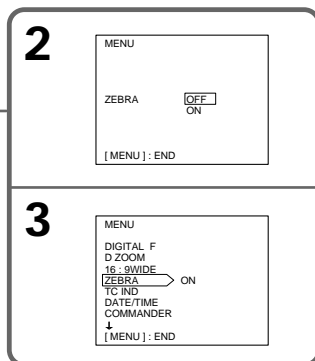 2
MENU
ZEBRA OFF
ON
[ MENU ] : END
3
MENU
DIGITAL F
D ZOOM
16 : 9WIDE
ZEBRA ON
TC IND
DATE/TIME
COMMANDER
↓
[ MENU ] : END